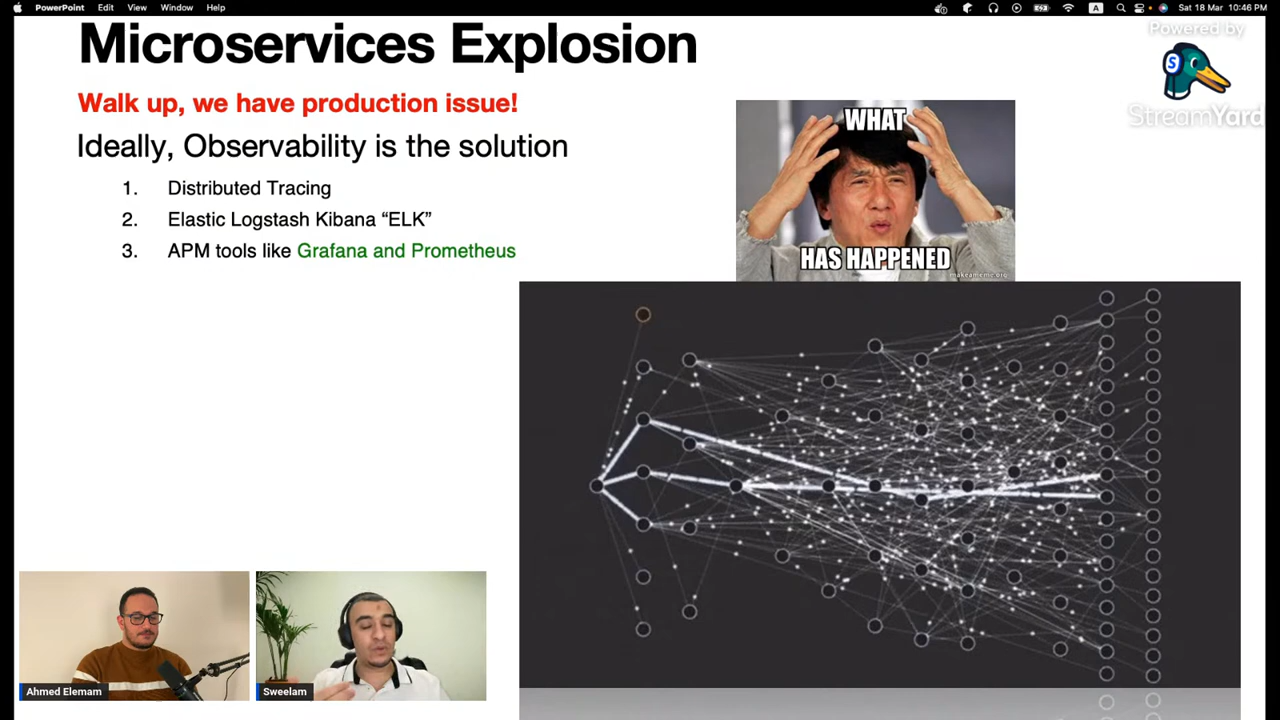 PowerPoint Edit View Window Help
A Sat 18 Mar 10:46 PM
Microservices Explosion
Powered by
S
StreamYard
Walk up, we have production issue!
Ideally, Observability is the solution
1. Distributed Tracing
2. Elastic Logstash Kibana “ELK”
3. APM tools like Grafana and Prometheus
WHAT
HAS HAPPENED
makeameme.org
Ahmed Elemam
Sweelam